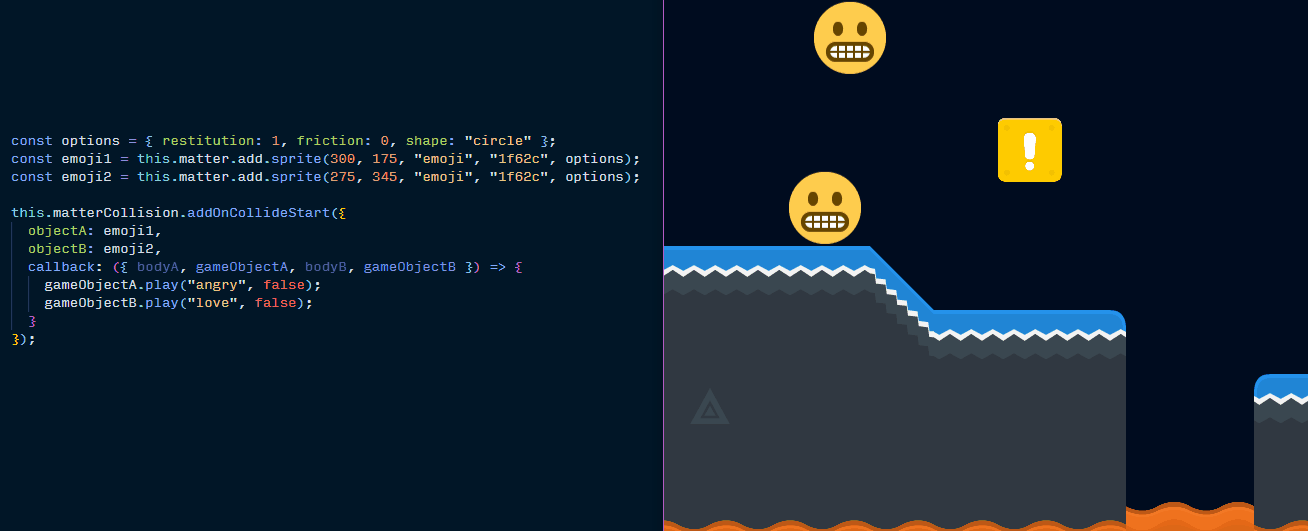 const options = { restitution: 1, friction: 0, shape: "circle" };
const emoji1 = this.matter.add.sprite(300, 175, "emoji", "1f62c", options);
const emoji2 = this.matter.add.sprite(275, 345, "emoji", "1f62c", options);
this.matterCollision.addOnCollideStart({
objectA: emoji1,
objectB: emoji2,
callback: ({ bodyA, gameObjectA, bodyB, gameObjectB }) => {
gameObjectA.play("angry", false);
gameObjectB.play("love", false);
}
});
!